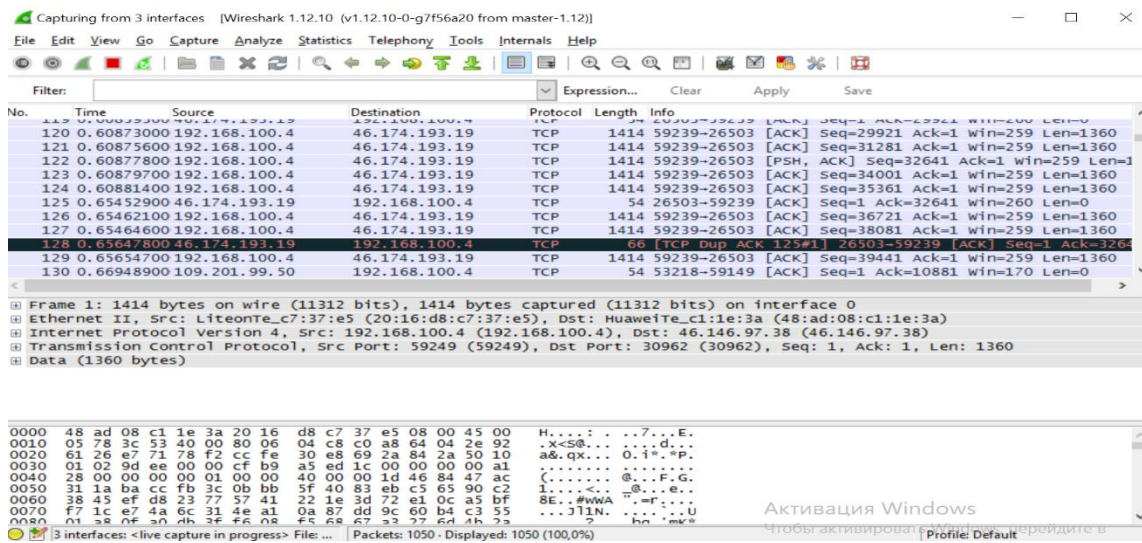 Capturing from 3 interfaces [Wireshark 1.12.10 (v1.12.10-0-g7f56a20 from master-1.12)]
File Edit View Go Capture Analyze Statistics Telephony Tools Internals Help
Filter: Expression... Clear Apply Save
No. Time Source Destination Protocol Length Info
120 0.60873000 192.168.100.4 46.174.193.19 TCP 1414 59239→26503 [ACK] Seq=29921 Ack=1 Win=259 Len=1360
121 0.60875600 192.168.100.4 46.174.193.19 TCP 1414 59239→26503 [ACK] Seq=31281 Ack=1 Win=259 Len=1360
122 0.60877800 192.168.100.4 46.174.193.19 TCP 1414 59239→26503 [PSH, ACK] Seq=32641 Ack=1 Win=259 Len=1
123 0.60879700 192.168.100.4 46.174.193.19 TCP 1414 59239→26503 [ACK] Seq=34001 Ack=1 Win=259 Len=1360
124 0.60881400 192.168.100.4 46.174.193.19 TCP 1414 59239→26503 [ACK] Seq=35361 Ack=1 Win=259 Len=1360
125 0.65452900 46.174.193.19 192.168.100.4 TCP 54 26503→59239 [ACK] Seq=1 Ack=32641 Win=260 Len=0
126 0.65462100 192.168.100.4 46.174.193.19 TCP 1414 59239→26503 [ACK] Seq=36721 Ack=1 Win=259 Len=1360
127 0.65464600 192.168.100.4 46.174.193.19 TCP 1414 59239→26503 [ACK] Seq=38081 Ack=1 Win=259 Len=1360
128 0.65647800 46.174.193.19 192.168.100.4 TCP 66 [TCP Dup ACK 125#1] 26503→59239 [ACK] Seq=1 Ack=3264
129 0.65654700 192.168.100.4 46.174.193.19 TCP 1414 59239→26503 [ACK] Seq=39441 Ack=1 Win=259 Len=1360
130 0.66948900 109.201.99.50 192.168.100.4 TCP 54 53218→59149 [ACK] Seq=1 Ack=10881 Win=170 Len=0
Frame 1: 1414 bytes on wire (11312 bits), 1414 bytes captured (11312 bits) on interface 0
Ethernet II, Src: LiteonTe_c7:37:e5 (20:16:d8:c7:37:e5), Dst: HuaweiTe_c1:1e:3a (48:ad:08:c1:1e:3a)
Internet Protocol Version 4, Src: 192.168.100.4 (192.168.100.4), Dst: 46.146.97.38 (46.146.97.38)
Transmission Control Protocol, Src Port: 59249 (59249), Dst Port: 30962 (30962), Seq: 1, Ack: 1, Len: 1360
Data (1360 bytes)
0000 48 ad 08 c1 1e 3a 20 16 d8 c7 37 e5 08 00 45 00 H....: . ..7...E.
0010 05 78 3c 53 40 00 80 06 04 c8 c0 a8 64 04 2e 92 .x<S@... ....d...
0020 61 26 e7 71 78 f2 cc fe 30 e8 69 2a 84 2a 50 10 a&.qx... 0.i*.*P.
0030 01 02 9d ee 00 00 cf b9 a5 ed 1c 00 00 00 00 a1 ........ ........
0040 28 00 00 00 01 00 00 40 00 00 1d 46 84 47 ac
0050 31 1a ba cc fb 3c 0b bb 5f 40 83 eb c5 65 90 c2 1....<.. _@...e..
0060 38 45 ef d8 23 77 57 41 22 1e 3d 72 e1 0c a5 bf 8E..#wWA ".=r....
0070 f7 1c e7 4a 6c 31 4e a1 0a 87 dd 9c 60 b4 c3 55 ...Jl1N. ....`..U
Активация Windows
Чтобы активировать Windows, перейдите в
3 interfaces: <live capture in progress> File: ... Packets: 1050 · Displayed: 1050 (100,0%) Profile: Default